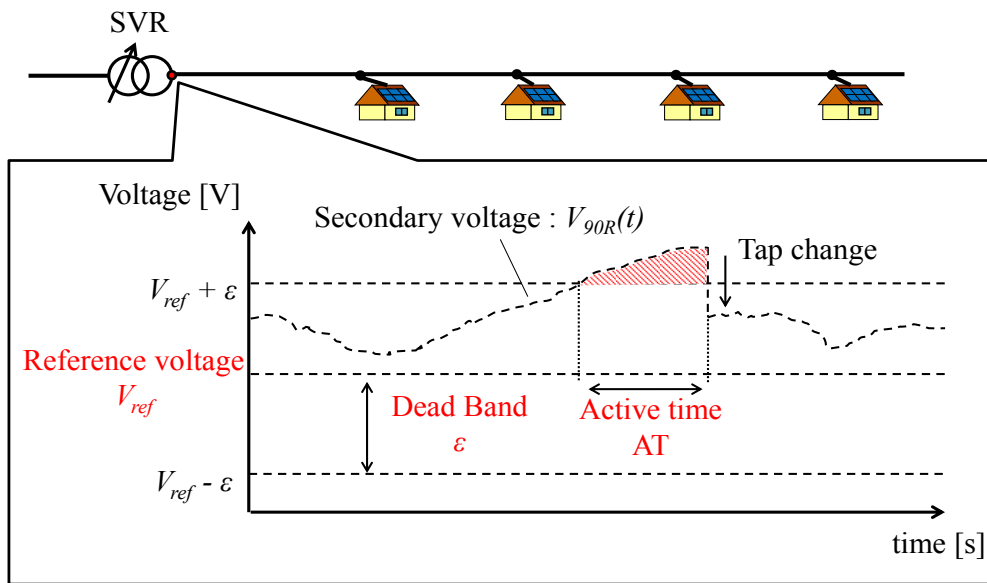 SVR
Voltage [V]
Secondary voltage : V90R(t)
Tap change
Vref + ε
Reference voltage
Vref
Dead Band
ε
Active time
AT
Vref - ε
time [s]